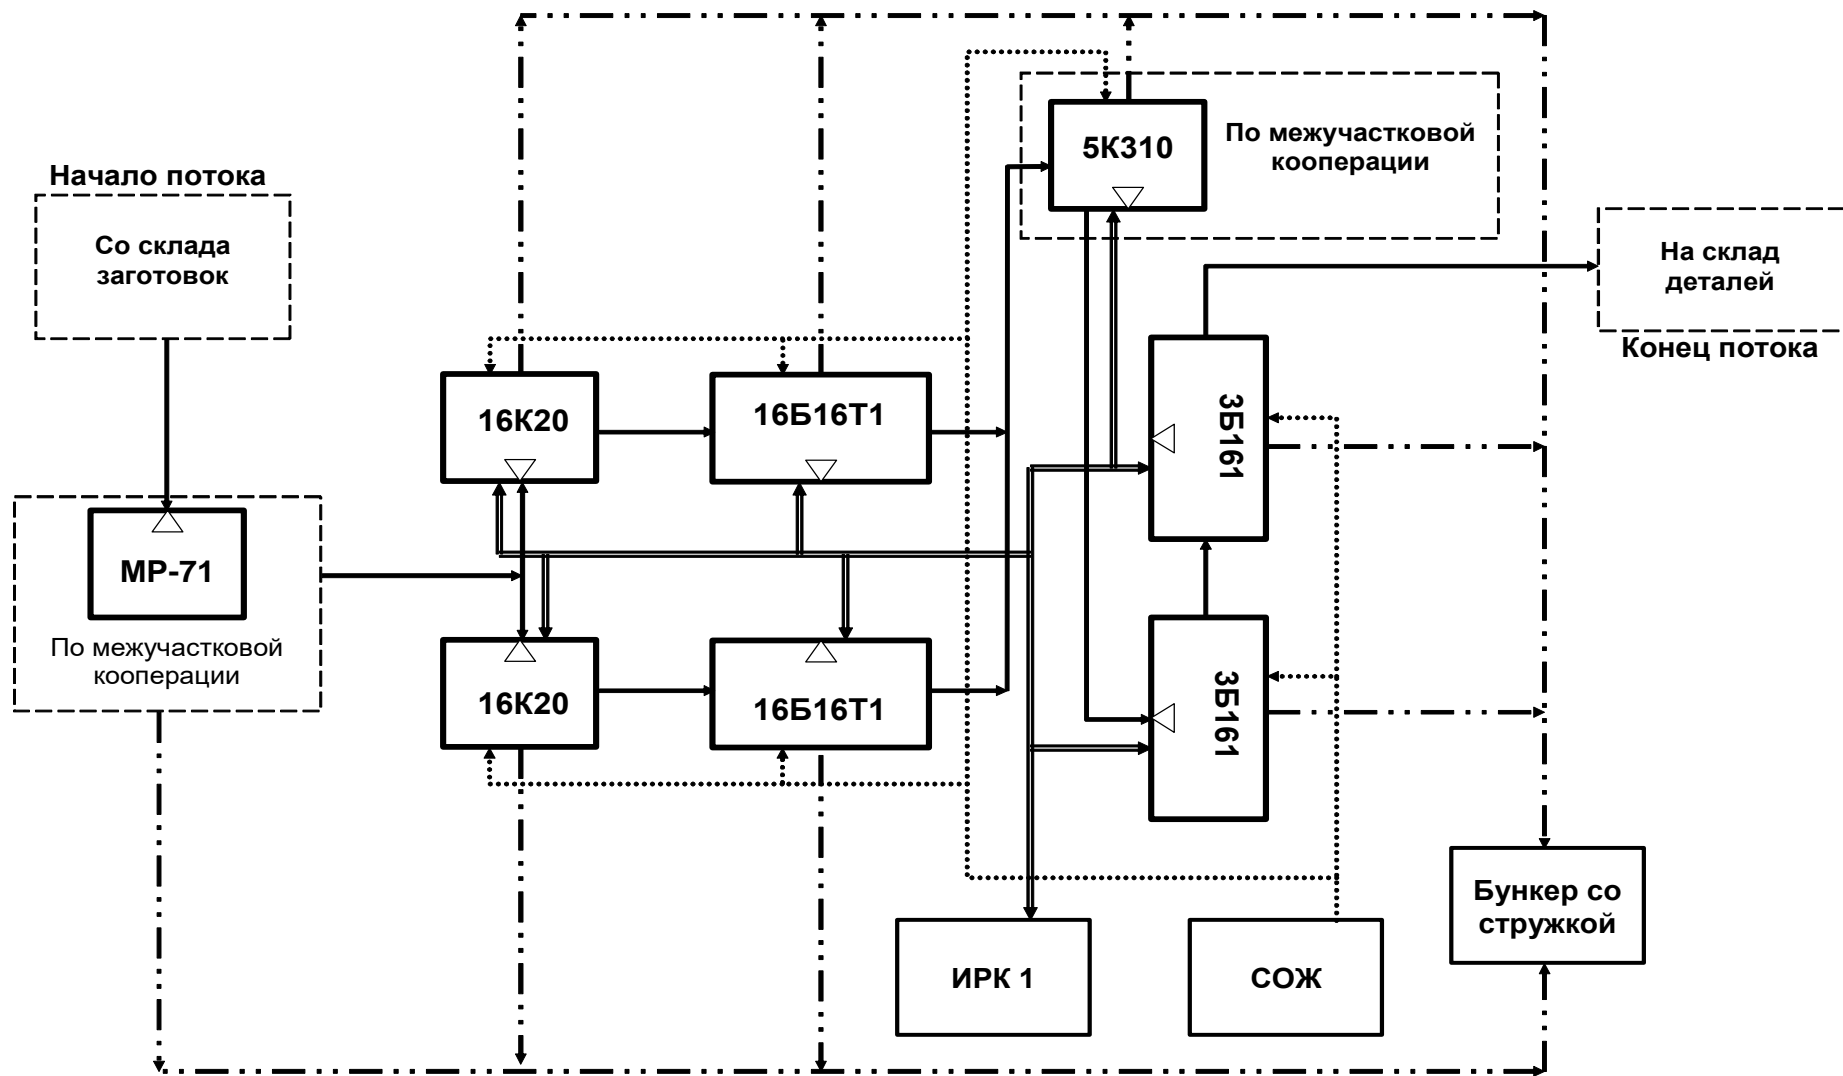 5К310
По межучастковой
кооперации
Начало потока
Со склада
заготовок
На склад
деталей
Конец потока
16К20
16Б16Т1
3Б161
МР-71
По межучастковой
кооперации
16К20
16Б16Т1
3Б161
Бункер со
стружкой
ИРК 1
СОЖ